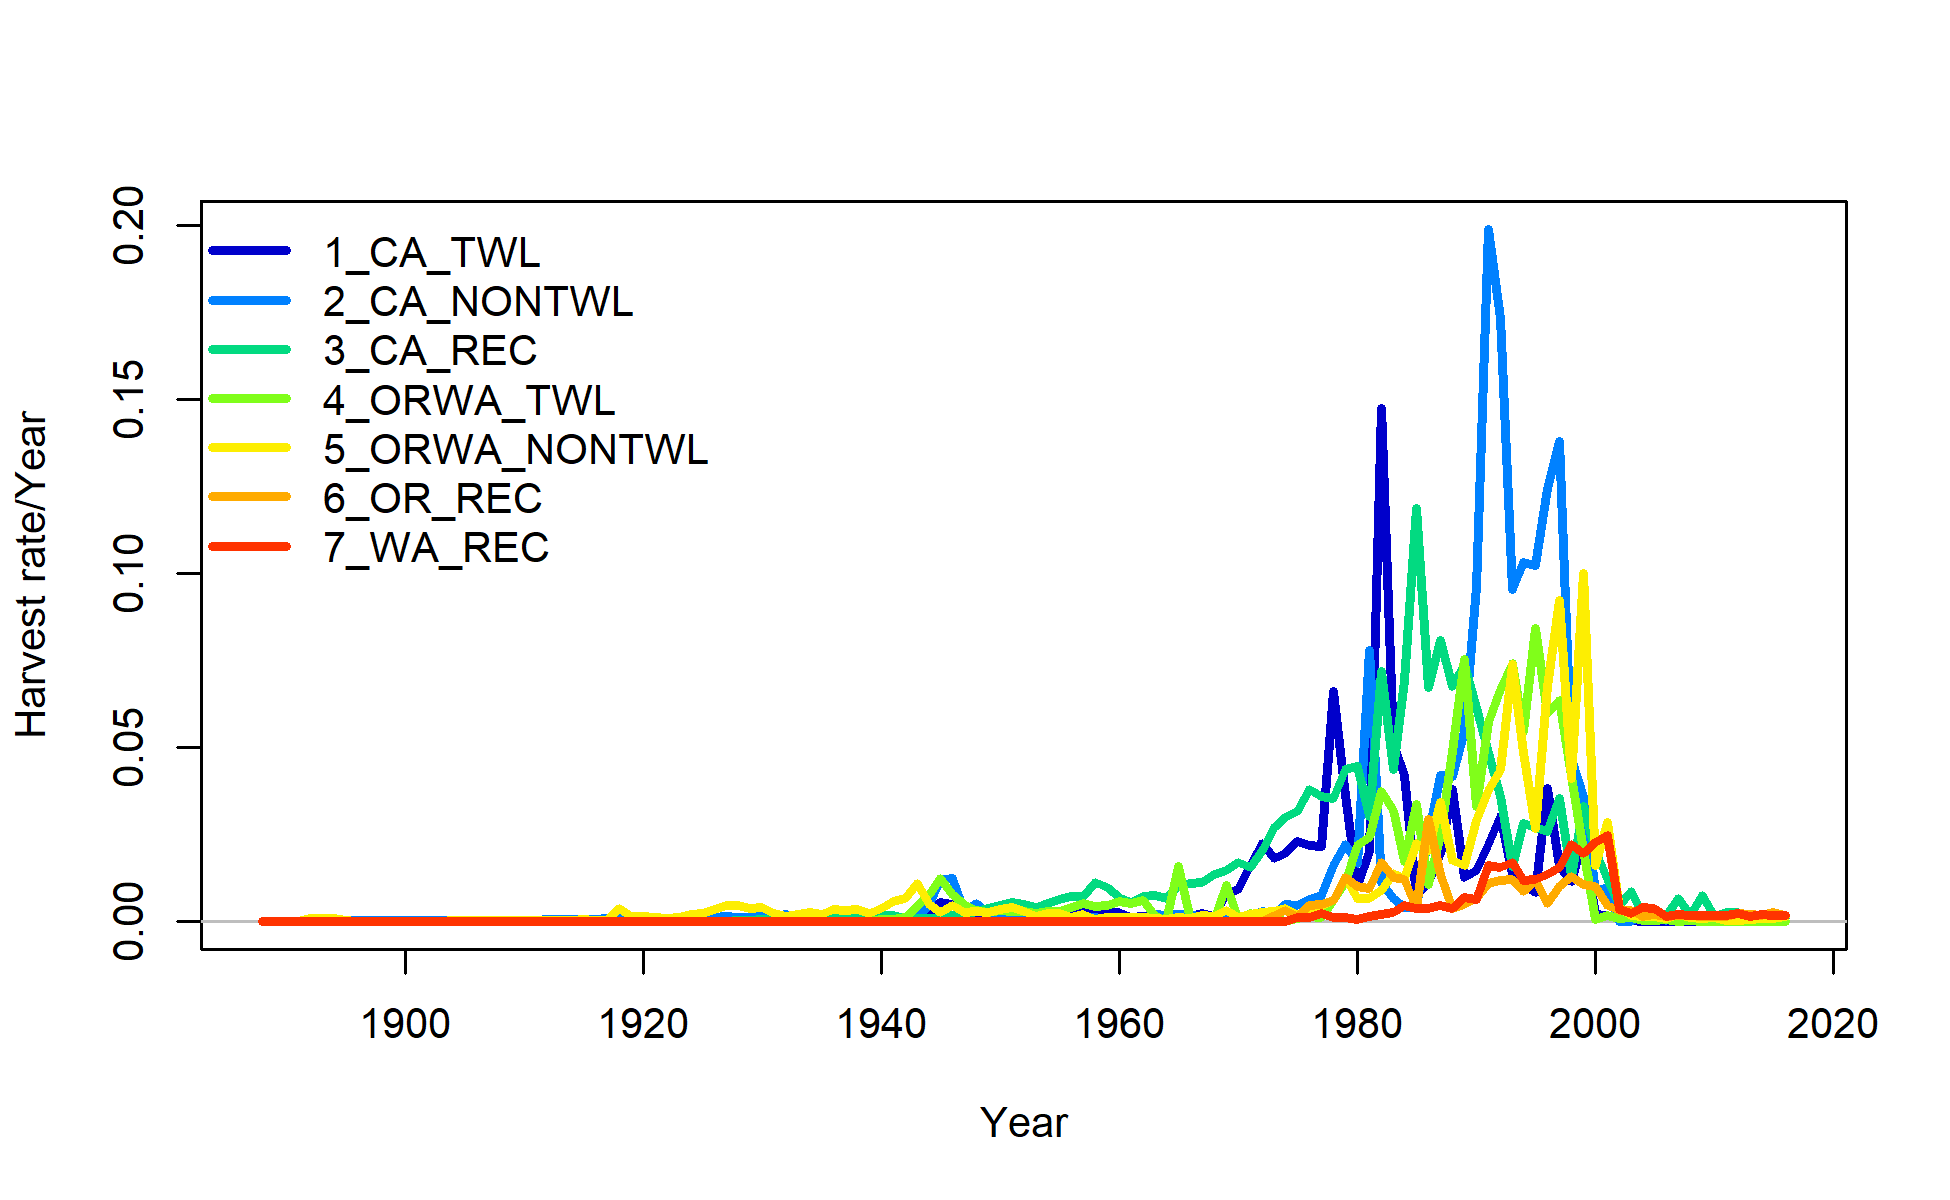 0.20
0.15
0.10
0.05
0.00
Harvest rate/Year
1_CA_TWL
2_CA_NONTWL
3_CA_REC
4_ORWA_TWL
5_ORWA_NONTWL
6_OR_REC
7_WA_REC
1900 1920 1940 1960 1980 2000 2020
Year